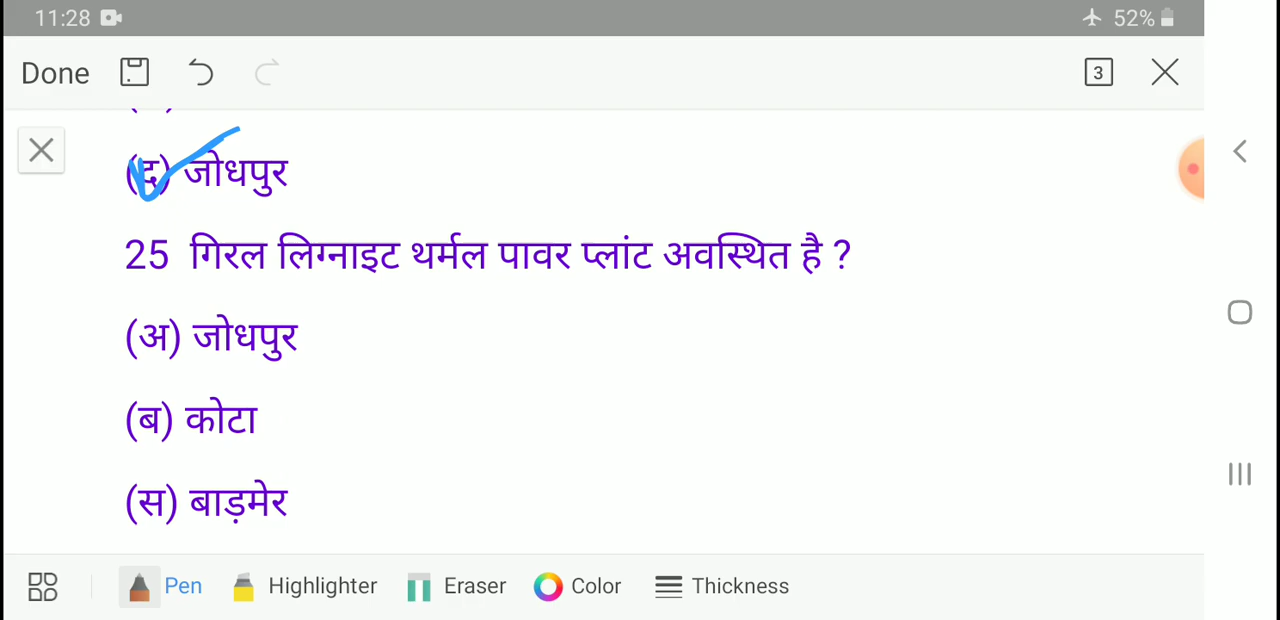 11:28 52%
Done 3
(द) जोधपुर
25 गिरल लिग्नाइट थर्मल पावर प्लांट अवस्थित है ?
(अ) जोधपुर
(ब) कोटा
(स) बाड़मेर
Pen Highlighter Eraser Color Thickness